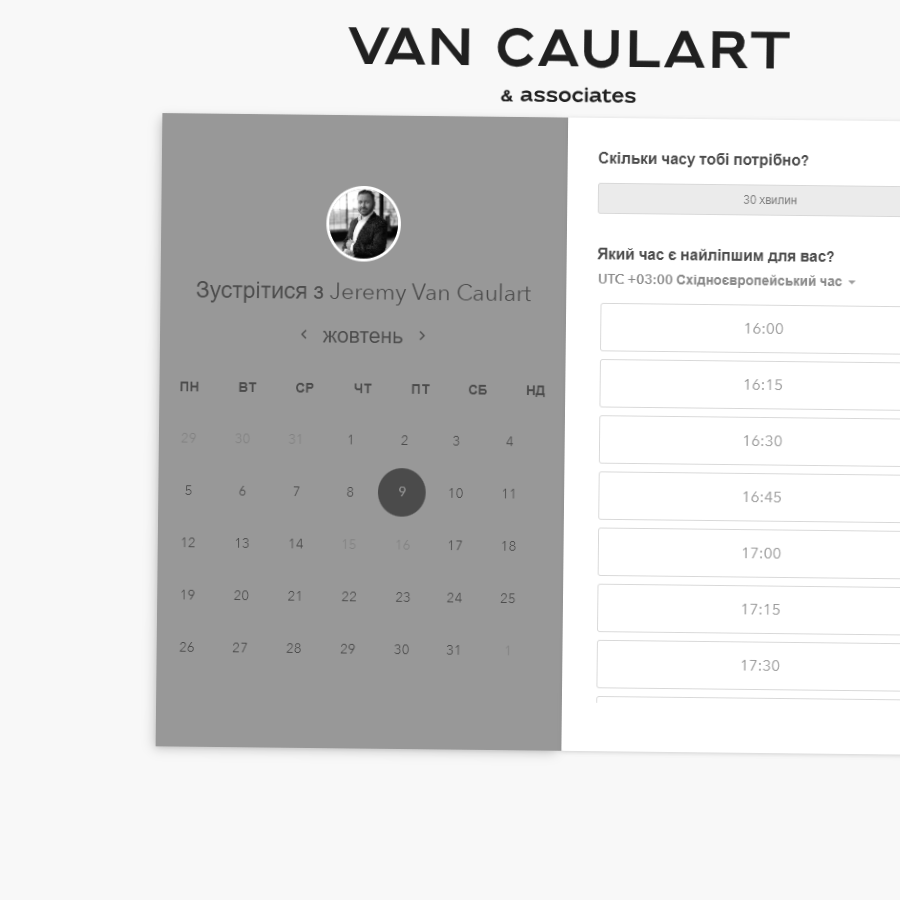 VAN CAULART
& associates
Зустрітися з Jeremy Van Caulart
жовтень
ПН ВТ СР ЧТ ПТ СБ НД
29 30 31 1 2 3 4
5 6 7 8 9 10 11
12 13 14 15 16 17 18
19 20 21 22 23 24 25
26 27 28 29 30 31 1
Скільки часу тобі потрібно?
30 хвилин
Який час є найліпшим для вас?
UTC +03:00 Східноєвропейський час
16:00
16:15
16:30
16:45
17:00
17:15
17:30